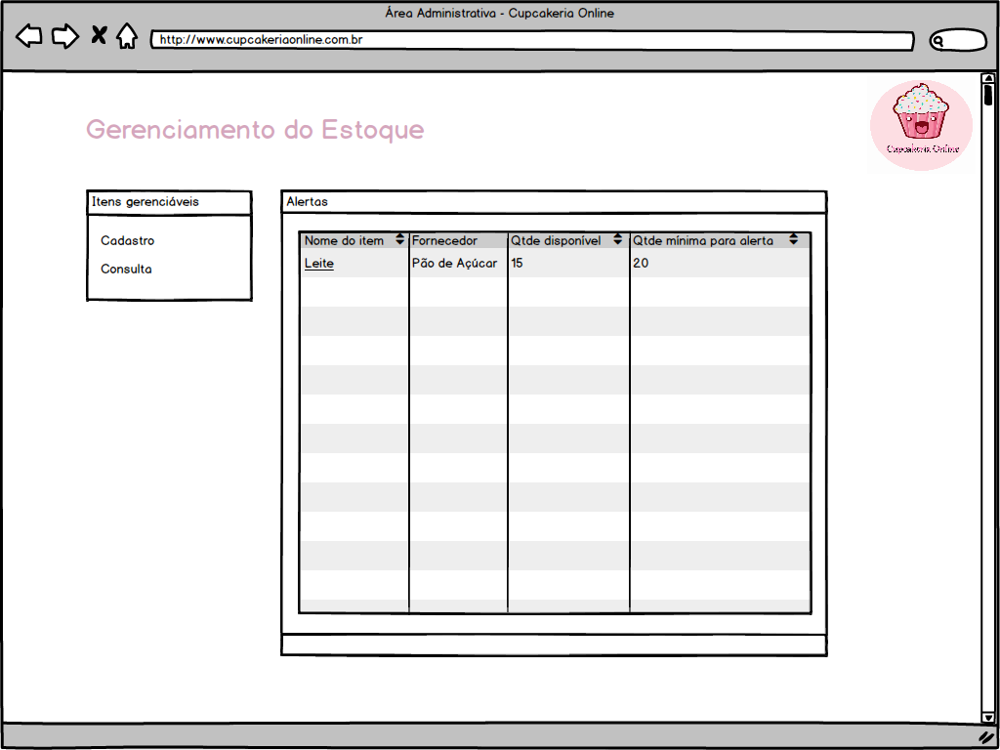 Área Administrativa - Cupcakeria Online
http://www.cupcakeriaonline.com.br
Cupcakeria Online
Gerenciamento do Estoque
Itens gerenciáveis
Cadastro
Consulta
Alertas
Nome do item Fornecedor Qtde disponível Qtde mínima para alerta
Leite Pão de Açúcar 15 20